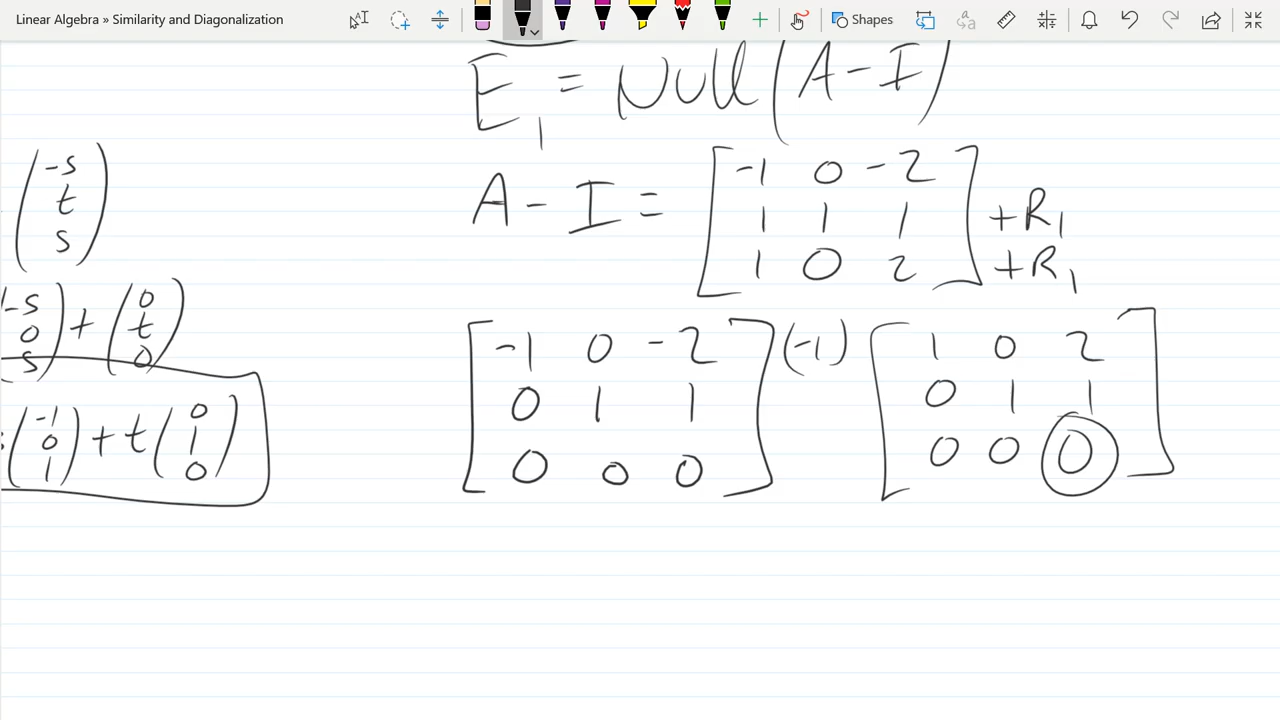 Linear Algebra » Similarity and Diagonalization
Shapes
E₁ = Null(A - I)
A - I = [-1 0 -2
1 1 1 +R₁
1 0 2] +R₁
(-s
t
s)
-s
0
s) + (0
t
0)
(-1
0
1) + t(0
1
0)
[-1 0 -2 (-1)
0 1 1
0 0 0]
[1 0 2
0 1 1
0 0 0]